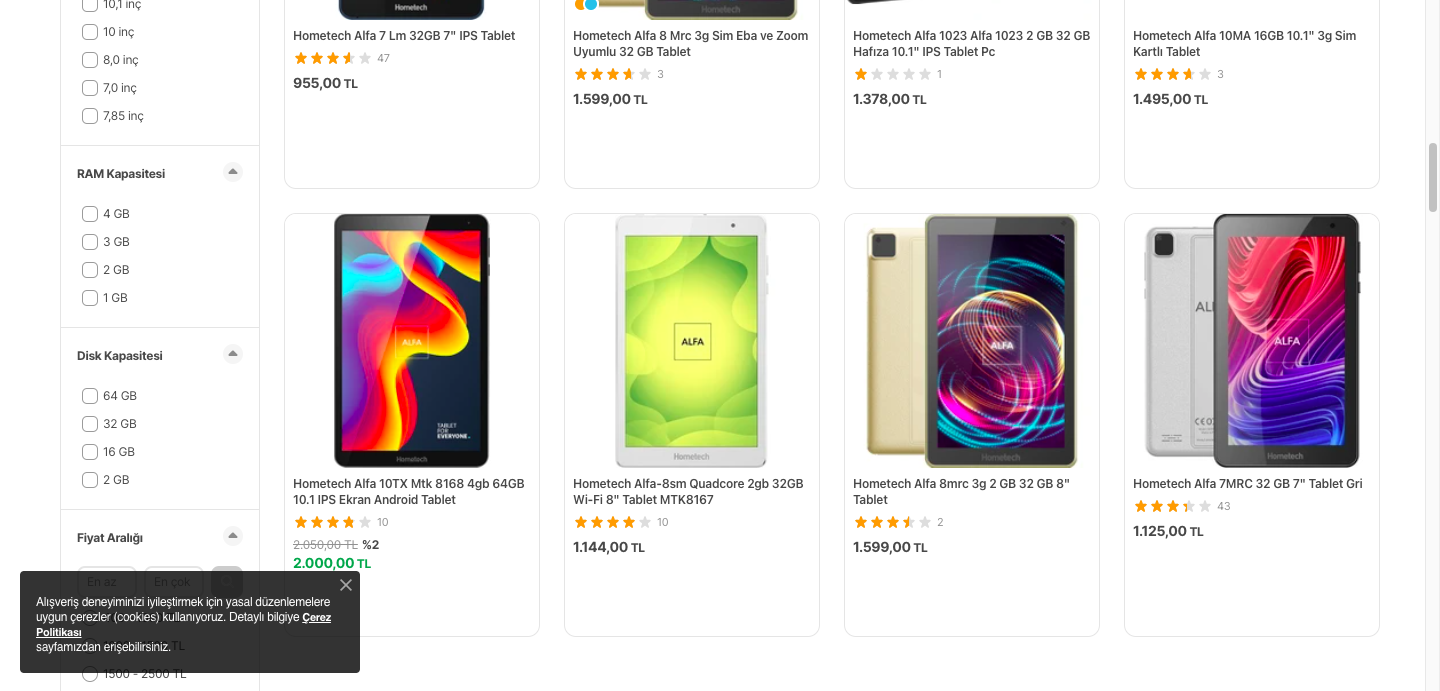 10,1 inç
10 inç
8,0 inç
7,0 inç
7,85 inç
RAM Kapasitesi
4 GB
3 GB
2 GB
1 GB
Disk Kapasitesi
64 GB
32 GB
16 GB
2 GB
Fiyat Aralığı
En az
En çok
1500 - 2500 TL
Alışveriş deneyiminizi iyileştirmek için yasal düzenlemelere
uygun çerezler (cookies) kullanıyoruz. Detaylı bilgiye Çerez
Politikası
sayfamızdan erişebilirsiniz.
Hometech
Hometech Alfa 7 Lm 32GB 7" IPS Tablet
47
955,00 TL
Hometech
Hometech Alfa 8 Mrc 3g Sim Eba ve Zoom
Uyumlu 32 GB Tablet
3
1.599,00 TL
Hometech Alfa 1023 Alfa 1023 2 GB 32 GB
Hafıza 10.1" IPS Tablet Pc
1
1.378,00 TL
Hometech Alfa 10MA 16GB 10.1" 3g Sim
Kartlı Tablet
3
1.495,00 TL
ALFA
TABLET
FOR
EVERYONE.
Hometech
Hometech Alfa 10TX Mtk 8168 4gb 64GB
10.1 IPS Ekran Android Tablet
10
2.050,00 TL %2
2.000,00 TL
ALFA
Hometech
Hometech Alfa-8sm Quadcore 2gb 32GB
Wi-Fi 8" Tablet MTK8167
10
1.144,00 TL
ALFA
Hometech
Hometech Alfa 8mrc 3g 2 GB 32 GB 8"
Tablet
2
1.599,00 TL
AL
ALFA
Hometech
Hometech Alfa 7MRC 32 GB 7" Tablet Gri
43
1.125,00 TL